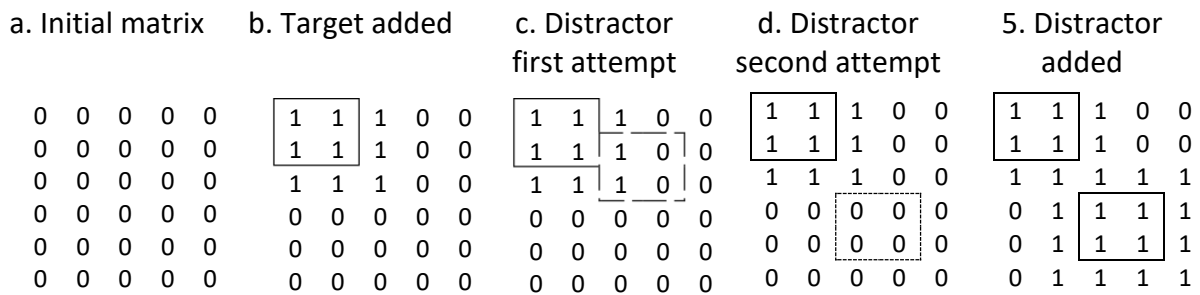 a. Initial matrix b. Target added c. Distractor first attempt d. Distractor second attempt 5. Distractor added
0 0 0 0 0 1 1 1 0 0 1 1 1 0 0 1 1 1 0 0 1 1 1 0 0
0 0 0 0 0 1 1 1 0 0 1 1 1 0 0 1 1 1 0 0 1 1 1 0 0
0 0 0 0 0 1 1 1 0 0 1 1 1 0 0 1 1 1 0 0 1 1 1 1 1
0 0 0 0 0 0 0 0 0 0 0 0 0 0 0 0 0 0 0 0 0 1 1 1 1
0 0 0 0 0 0 0 0 0 0 0 0 0 0 0 0 0 0 0 0 0 1 1 1 1
0 0 0 0 0 0 0 0 0 0 0 0 0 0 0 0 0 0 0 0 0 1 1 1 1